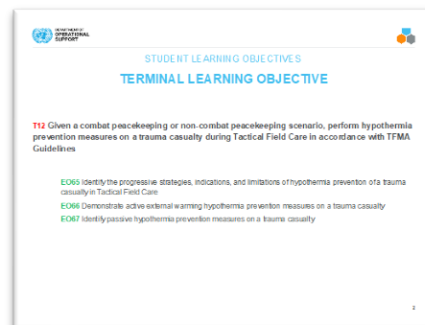 DEPARTMENT OF
OPERATIONAL
SUPPORT
STUDENT LEARNING OBJECTIVES
TERMINAL LEARNING OBJECTIVE
T12 Given a combat peacekeeping or non-combat peacekeeping scenario, perform hypothermia
prevention measures on a trauma casualty during Tactical Field Care in accordance with TFMA
Guidelines
EO65 Identify the progressive strategies, indications, and limitations of hypothermia prevention of a trauma
casualty in Tactical Field Care
EO66 Demonstrate active external warming hypothermia prevention measures on a trauma casualty
EO67 Identify passive hypothermia prevention measures on a trauma casualty
2